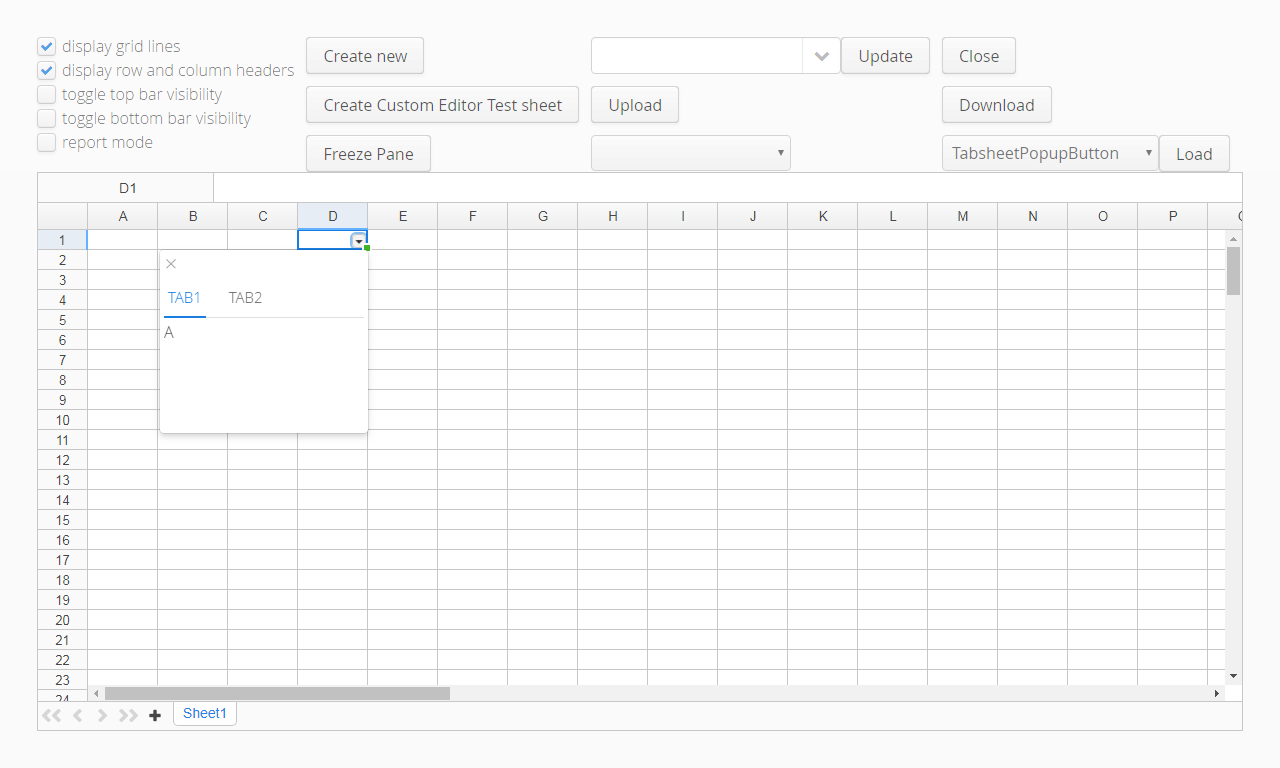 display grid lines
display row and column headers
toggle top bar visibility
toggle bottom bar visibility
report mode
Create new
Update
Close
Create Custom Editor Test sheet
Upload
Download
Freeze Pane
TabsheetPopupButton
Load
D1
A B C D E F G H I J K L M N O P
1
2
3
4
5
6
7
8
9
10
11
12
13
14
15
16
17
18
19
20
21
22
23
24
TAB1 TAB2
A
Sheet1